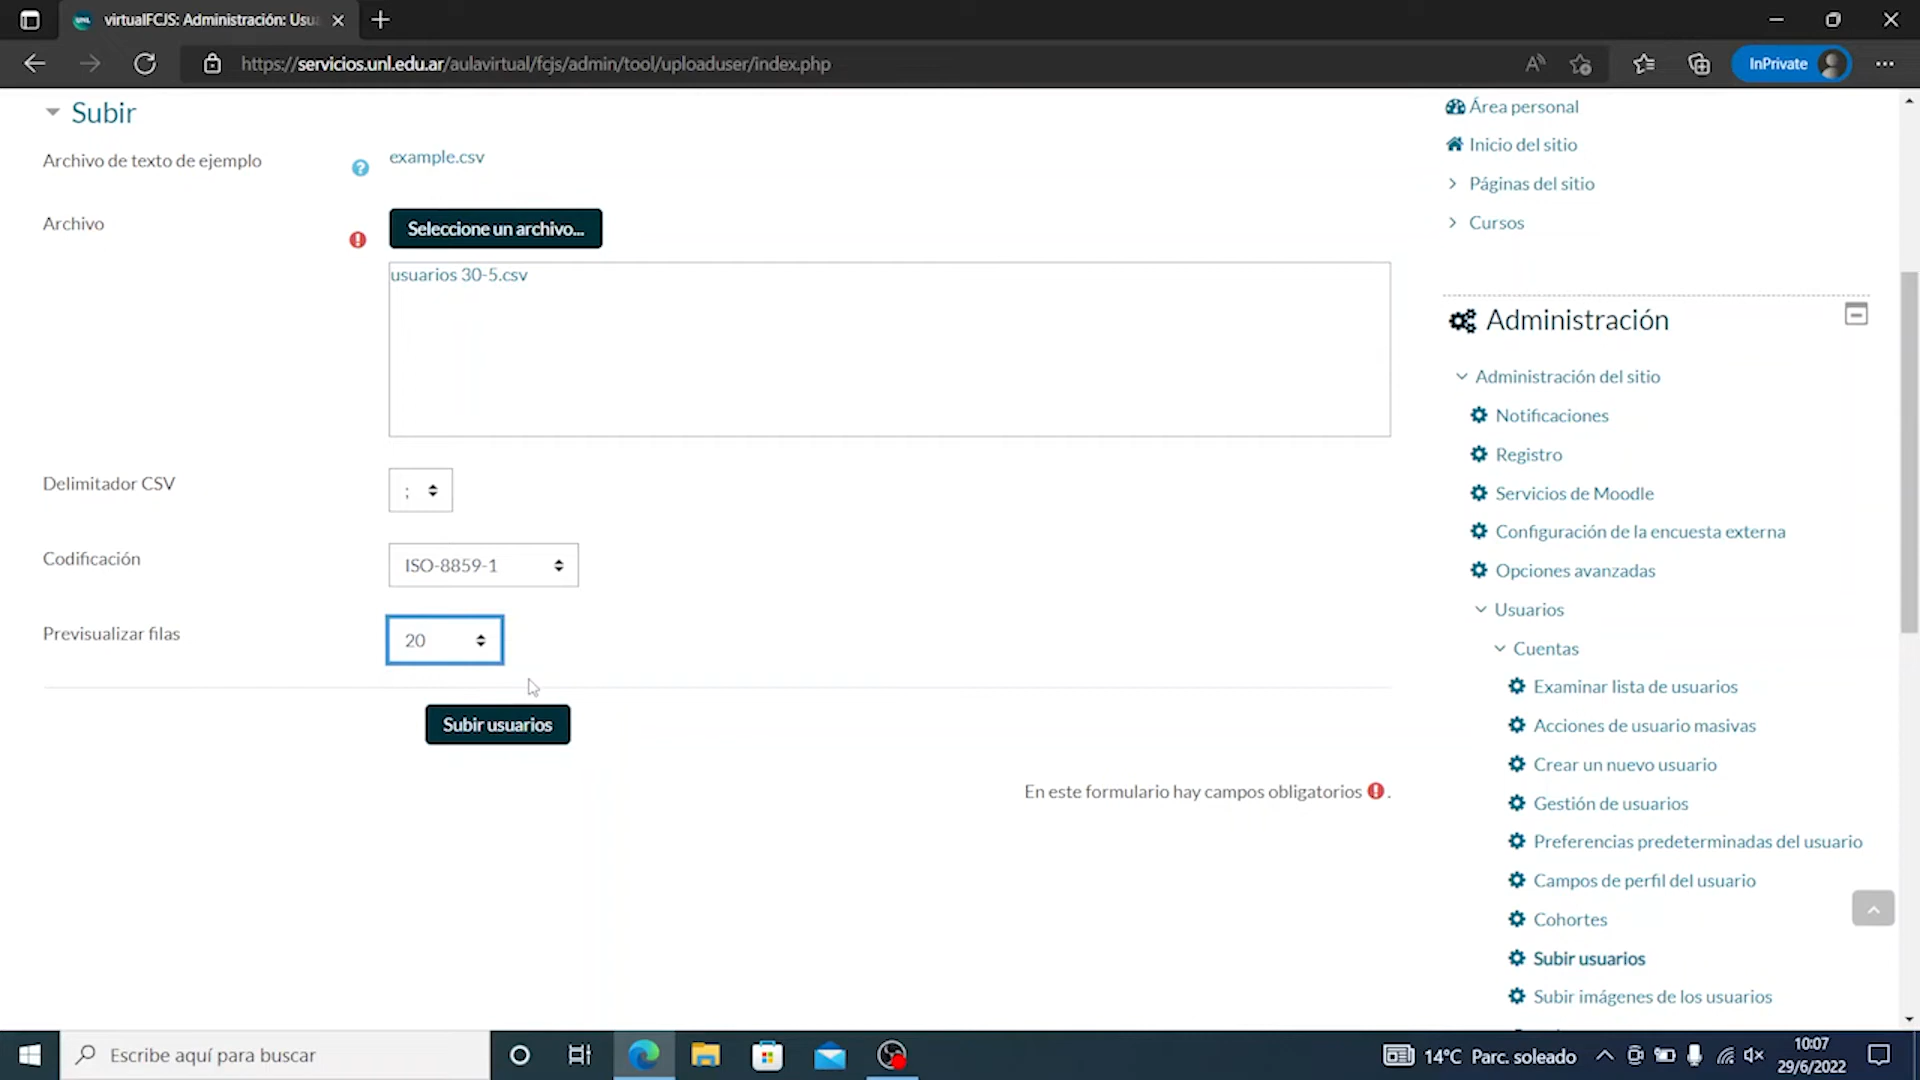 virtualFCJS: Administración: Usu
https://servicios.unl.edu.ar/aulavirtual/fcjs/admin/tool/uploaduser/index.php
InPrivate
Subir
Archivo de texto de ejemplo
example.csv
Archivo
Seleccione un archivo...
usuarios 30-5.csv
Delimitador CSV
;
Codificación
ISO-8859-1
Previsualizar filas
20
Subir usuarios
En este formulario hay campos obligatorios .
Área personal
Inicio del sitio
Páginas del sitio
Cursos
Administración
Administración del sitio
Notificaciones
Registro
Servicios de Moodle
Configuración de la encuesta externa
Opciones avanzadas
Usuarios
Cuentas
Examinar lista de usuarios
Acciones de usuario masivas
Crear un nuevo usuario
Gestión de usuarios
Preferencias predeterminadas del usuario
Campos de perfil del usuario
Cohortes
Subir usuarios
Subir imágenes de los usuarios
Escribe aquí para buscar
14°C Parc. soleado
10:07
29/6/2022